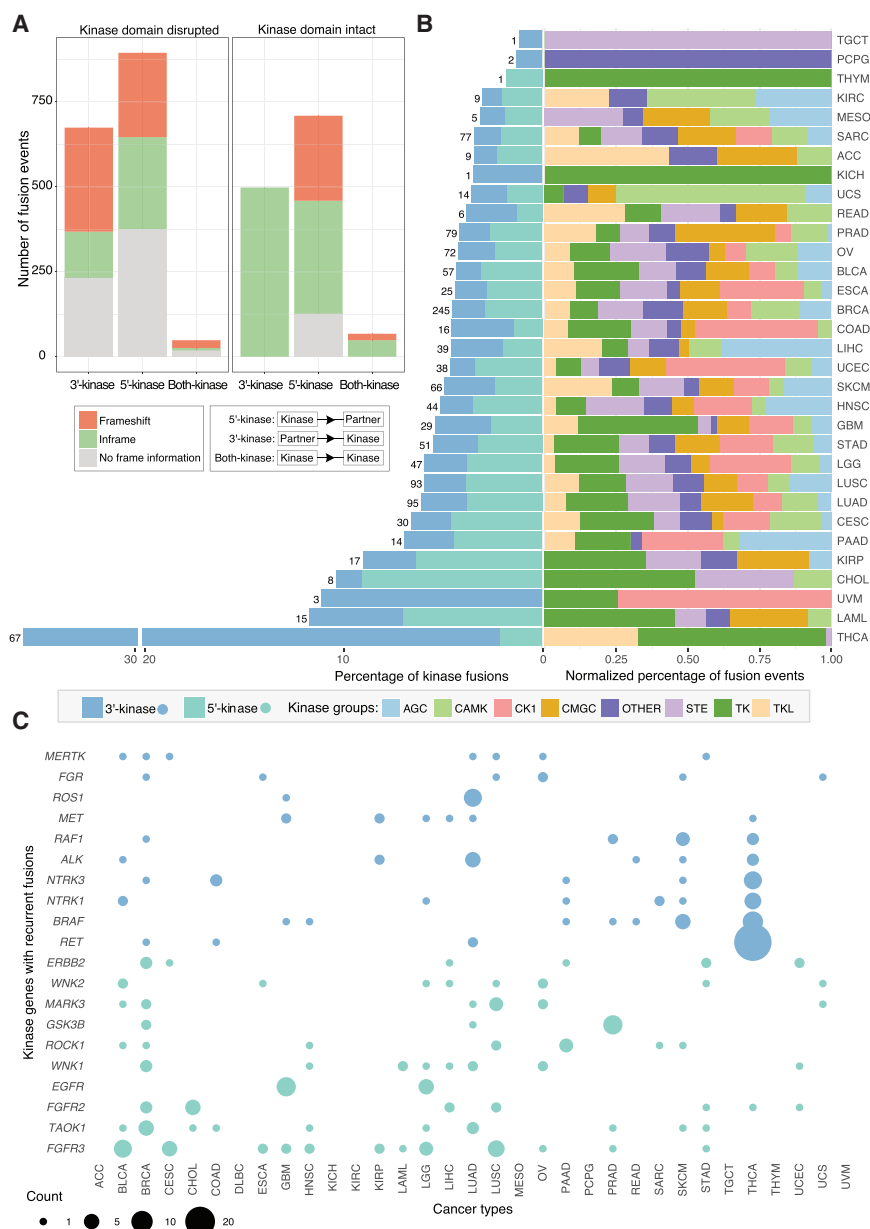 A
Kinase domain disrupted
Kinase domain intact
Number of fusion events
750
500
250
0
3'-kinase
5'-kinase
Both-kinase
3'-kinase
5'-kinase
Both-kinase
Frameshift
Inframe
No frame information
5'-kinase: Kinase Partner
3'-kinase: Partner Kinase
Both-kinase: Kinase Kinase
B
1 TGCT
2 PCPG
1 THYM
9 KIRC
5 MESO
77 SARC
9 ACC
1 KICH
14 UCS
6 READ
79 PRAD
72 OV
57 BLCA
25 ESCA
245 BRCA
16 COAD
39 LIHC
38 UCEC
66 SKCM
44 HNSC
29 GBM
51 STAD
47 LGG
93 LUSC
95 LUAD
30 CESC
14 PAAD
17 KIRP
8 CHOL
3 UVM
15 LAML
67 THCA
30 20 10 0 0.25 0.50 0.75 1.00
Percentage of kinase fusions
Normalized percentage of fusion events
3'-kinase 5'-kinase Kinase groups: AGC CAMK CK1 CMGC OTHER STE TK TKL
C
Kinase genes with recurrent fusions
MERTK
FGR
ROS1
MET
RAF1
ALK
NTRK3
NTRK1
BRAF
RET
ERBB2
WNK2
MARK3
GSK3B
ROCK1
WNK1
EGFR
FGFR2
TAOK1
FGFR3
ACC
BLCA
BRCA
CESC
CHOL
COAD
DLBC
ESCA
GBM
HNSC
KICH
KIRC
KIRP
LAML
LGG
LIHC
LUAD
LUSC
MESO
OV
PAAD
PCPG
PRAD
READ
SARC
SKCM
STAD
TGCT
THCA
THYM
UCEC
UCS
UVM
Cancer types
Count
1 5 10 20